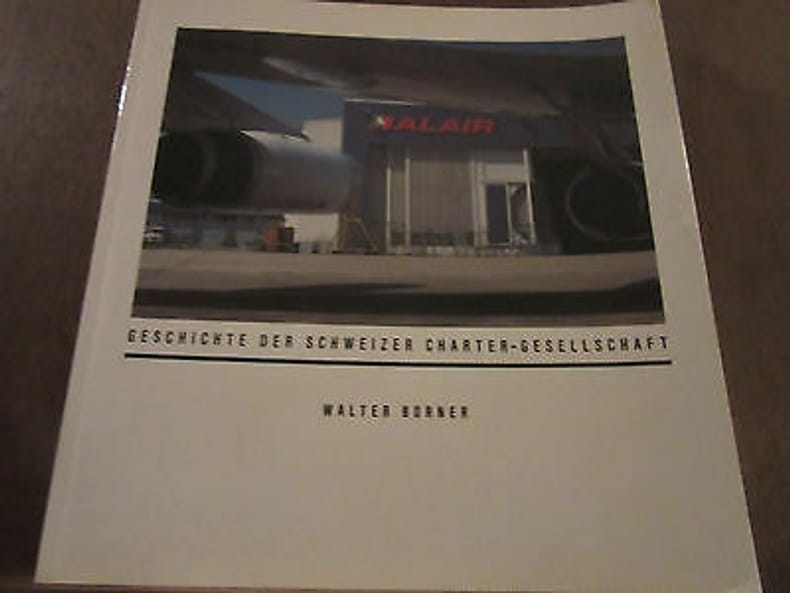 BALAIR
GESCHICHTE DER SCHWEIZER CHARTER-GESELLSCHAFT
WALTER BORNER